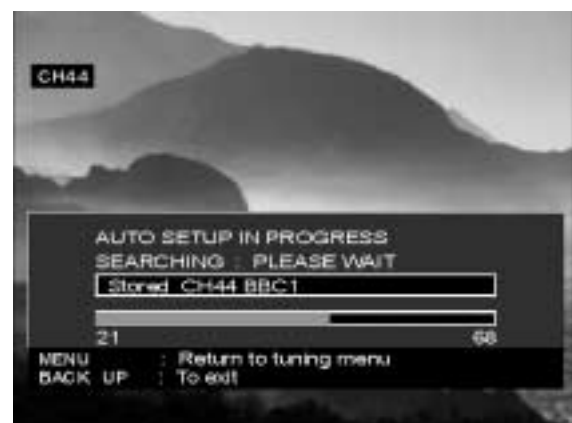 CH44
AUTO SETUP IN PROGRESS
SEARCHING : PLEASE WAIT
Stored CH44 BBC1
21 68
MENU : Return to tuning menu
BACK UP : To exit